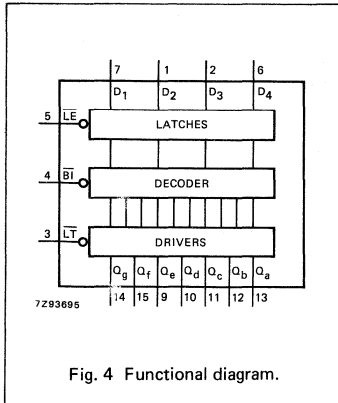 7 1 2 6
D1 D2 D3 D4
5 LE
LATCHES
4 BI
DECODER
3 LT
DRIVERS
Qg Qf Qe Qd Qc Qb Qa
14 15 9 10 11 12 13
7Z93695
Fig. 4 Functional diagram.